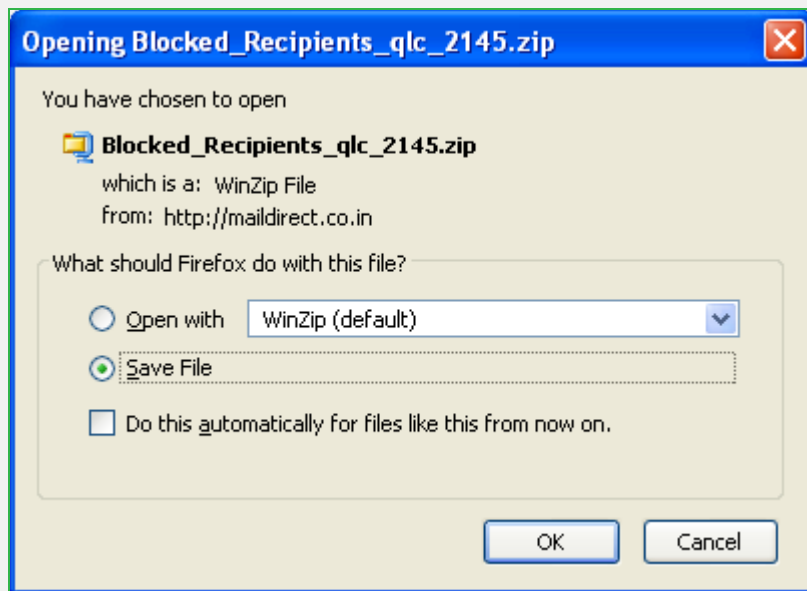 Opening Blocked_Recipients_qlc_2145.zip
You have chosen to open
Blocked_Recipients_qlc_2145.zip
which is a: WinZip File
from: http://maildirect.co.in
What should Firefox do with this file?
Open with WinZip (default)
Save File
Do this automatically for files like this from now on.
OK Cancel